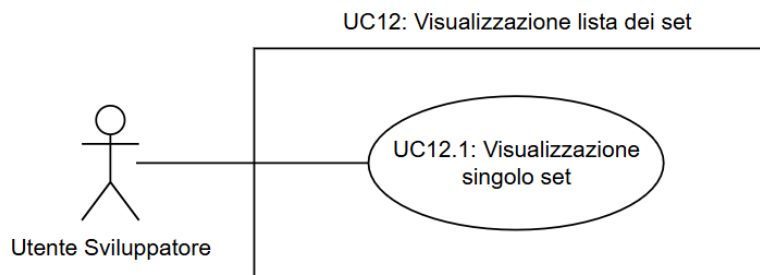 UC12: Visualizzazione lista dei set
UC12.1: Visualizzazione
singolo set
Utente Sviluppatore